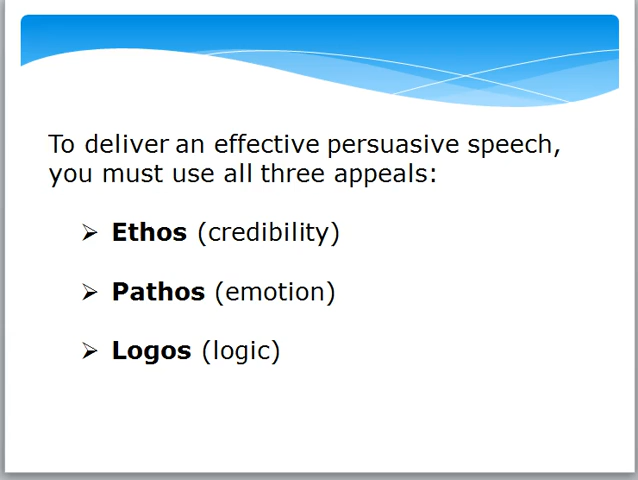 To deliver an effective persuasive speech,
you must use all three appeals:
➢ Ethos (credibility)
➢ Pathos (emotion)
➢ Logos (logic)